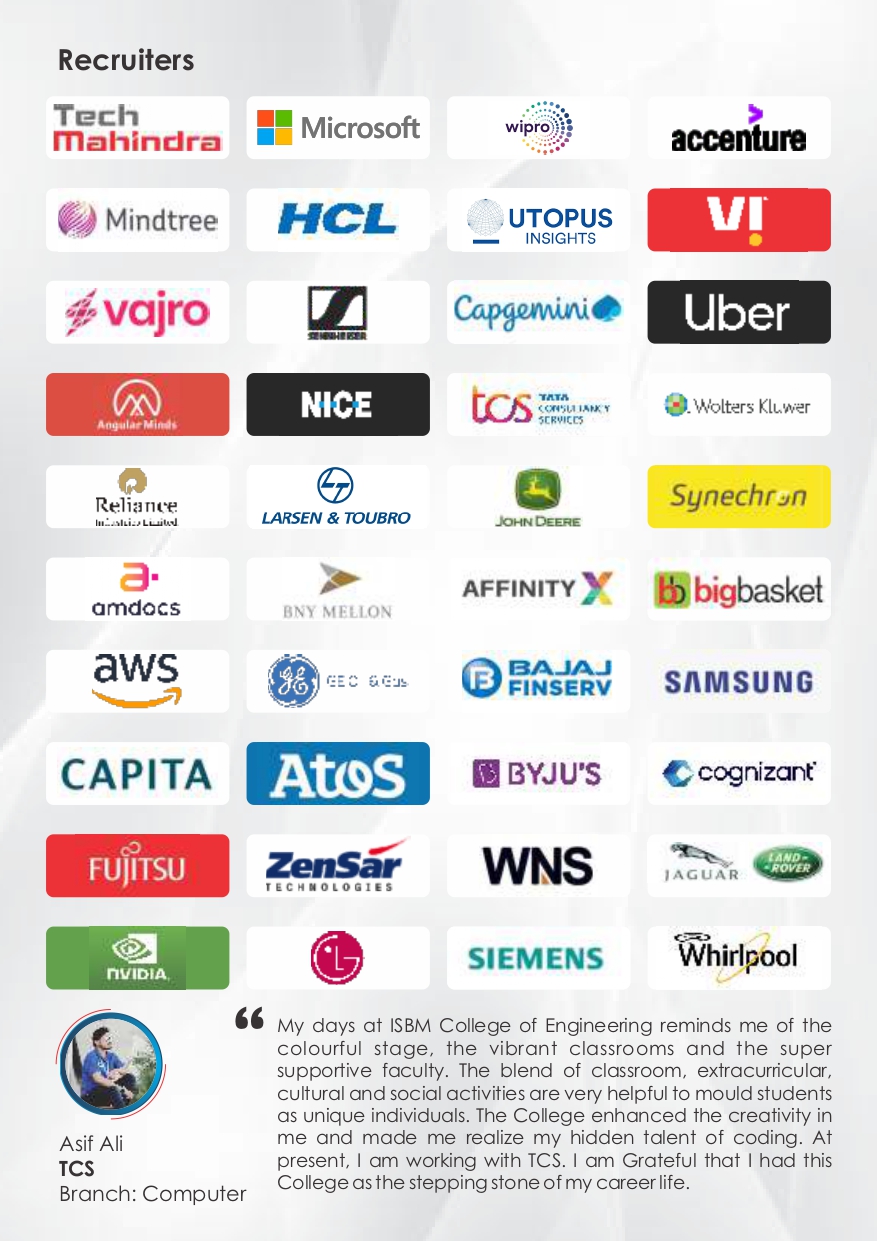 Recruiters
Tech
Mahindra
Microsoft
wipro
accenture
Mindtree
HCL
UTOPUS
INSIGHTS
V!
vajro
SENNHEISER
Capgemini
Uber
Angular Minds
NICE
tcs TATA
CONSULTANCY
SERVICES
Wolters Kluwer
Reliance
Industries Limited
LARSEN & TOUBRO
JOHN DEERE
Synechron
amdocs
BNY MELLON
AFFINITY X
bb bigbasket
aws
GE & Gas
B BAJAJ
FINSERV
SAMSUNG
CAPITA
Atos
B BYJU'S
cognizant
FUJITSU
ZenSar
TECHNOLOGIES
WNS
JAGUAR
LAND-
-ROVER
nVIDIA.
LG
SIEMENS
Whirlpool
“ My days at ISBM College of Engineering reminds me of the
colourful stage, the vibrant classrooms and the super
supportive faculty. The blend of classroom, extracurricular,
cultural and social activities are very helpful to mould students
as unique individuals. The College enhanced the creativity in
me and made me realize my hidden talent of coding. At
present, I am working with TCS. I am Grateful that I had this
College as the stepping stone of my career life.
Asif Ali
TCS
Branch: Computer